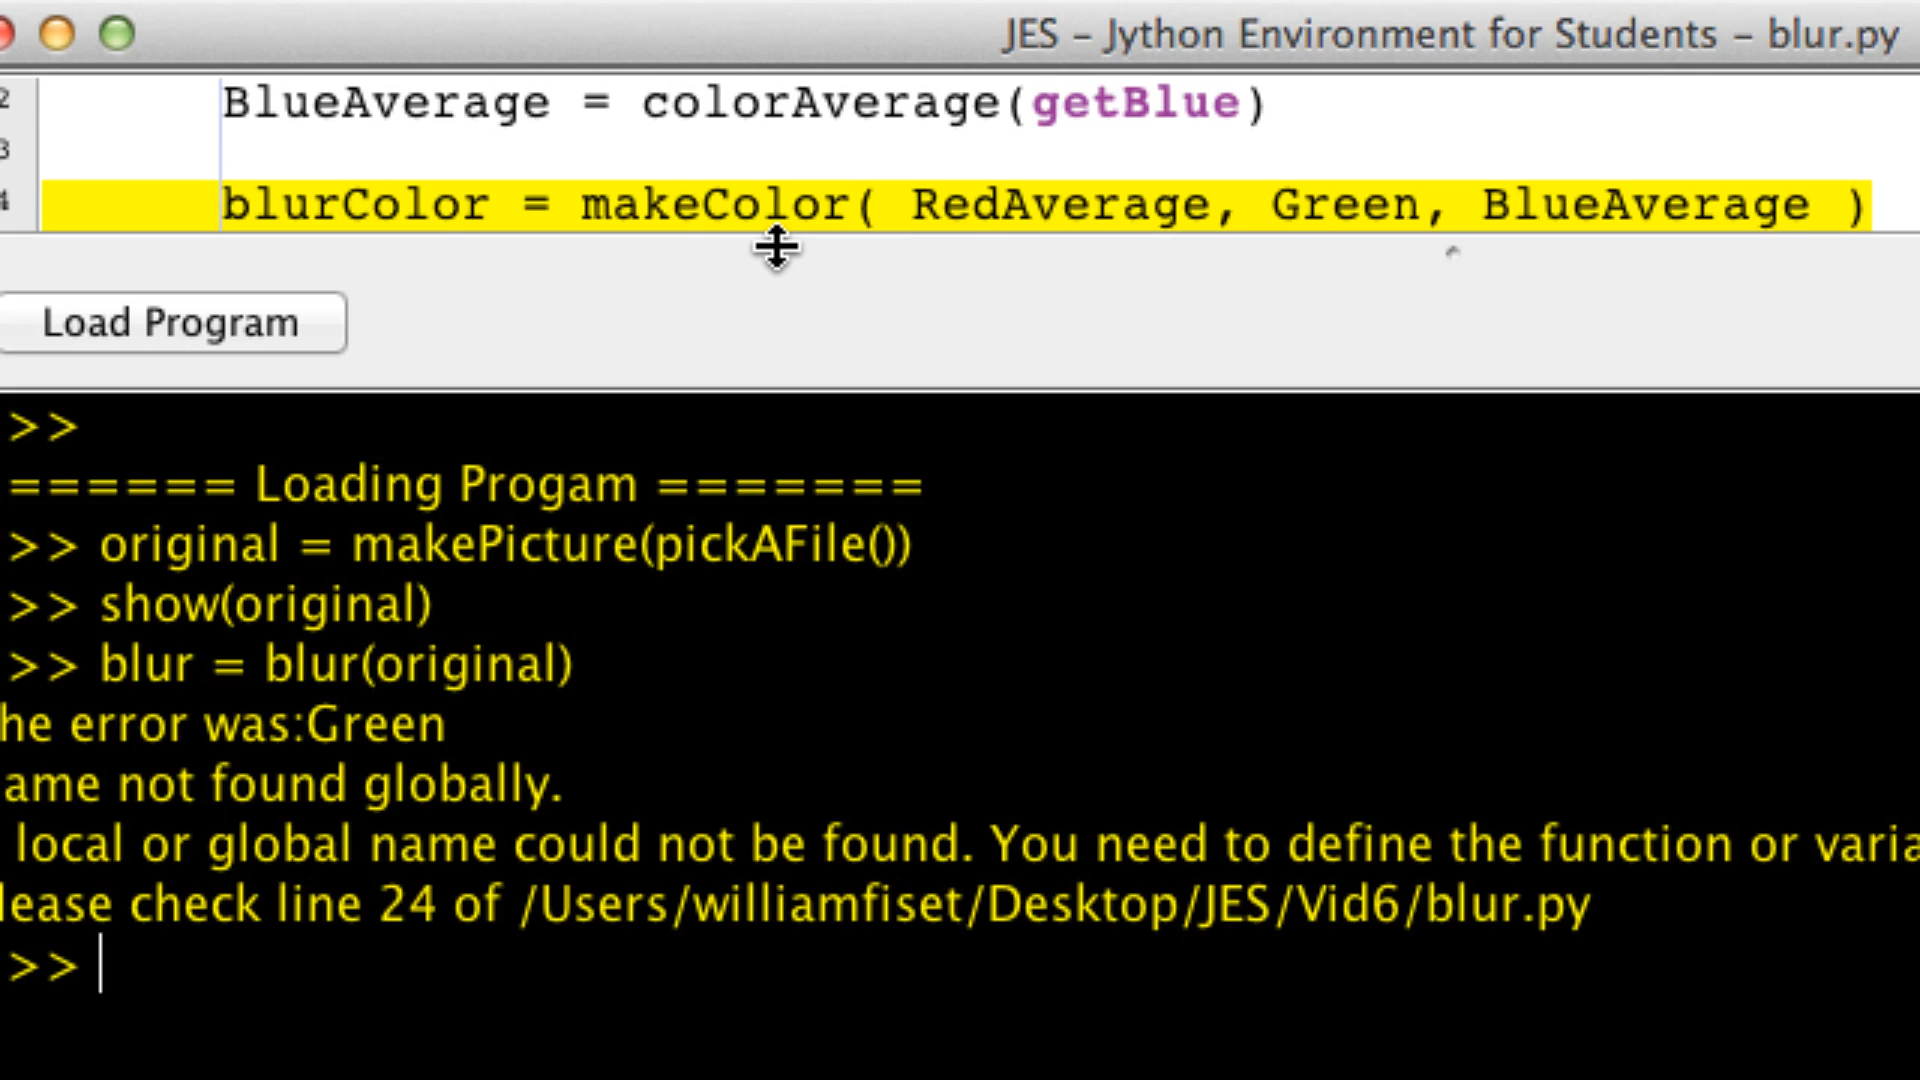 JES – Jython Environment for Students – blur.py
2 BlueAverage = colorAverage(getBlue)
3
4 blurColor = makeColor( RedAverage, Green, BlueAverage )
Load Program
>>
====== Loading Progam =======
>> original = makePicture(pickAFile())
>> show(original)
>> blur = blur(original)
he error was:Green
ame not found globally.
local or global name could not be found. You need to define the function or varia
lease check line 24 of /Users/williamfiset/Desktop/JES/Vid6/blur.py
>>